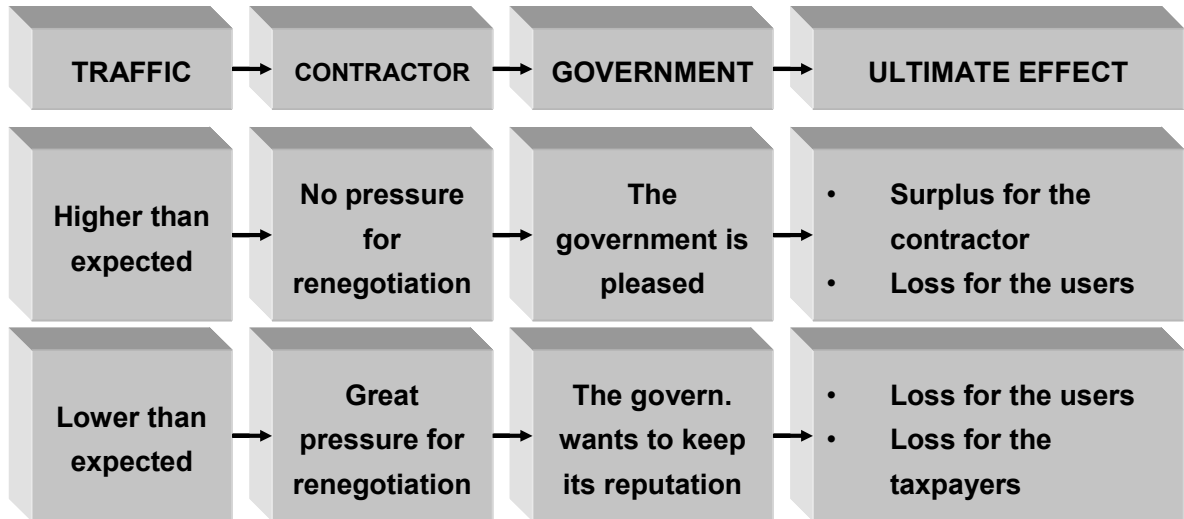 TRAFFIC
CONTRACTOR
GOVERNMENT
ULTIMATE EFFECT
Higher than
expected
No pressure
for
renegotiation
The
government is
pleased
• Surplus for the
contractor
• Loss for the users
Lower than
expected
Great
pressure for
renegotiation
The govern.
wants to keep
its reputation
• Loss for the users
• Loss for the
taxpayers